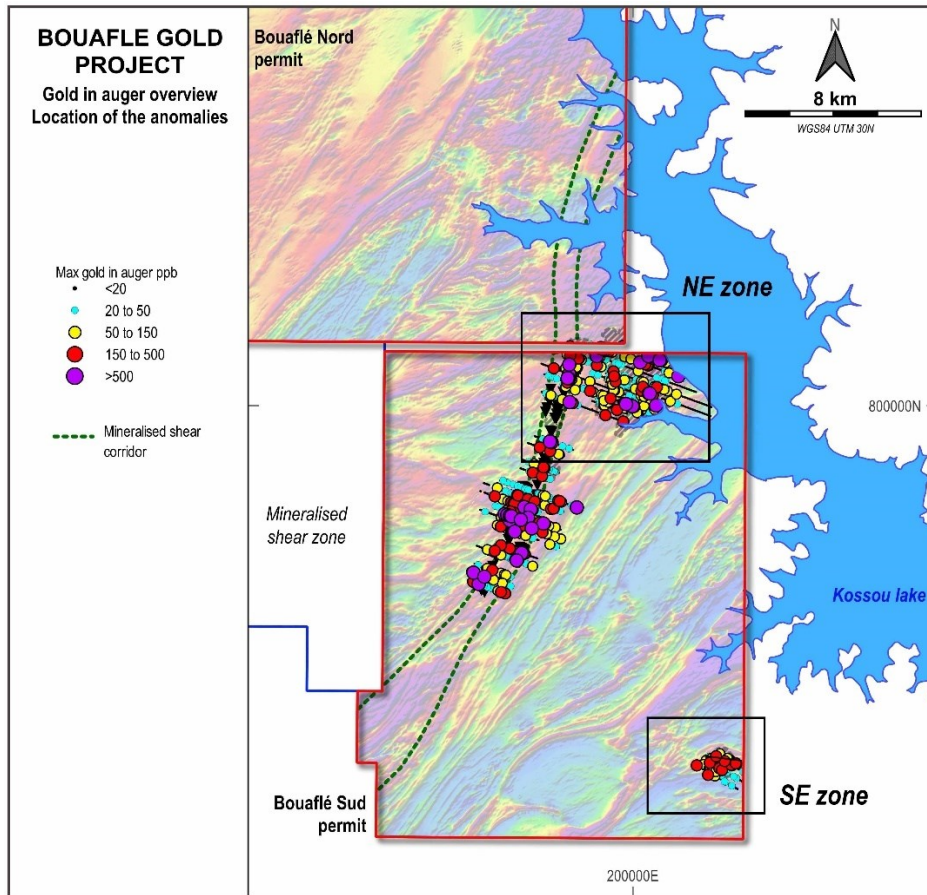 BOUAFLE GOLD
PROJECT
Gold in auger overview
Location of the anomalies
Max gold in auger ppb
<20
20 to 50
50 to 150
150 to 500
>500
Mineralised shear
corridor
Bouaflé Nord
permit
N
8 km
WGS84 UTM 30N
NE zone
800000N
Mineralised
shear zone
Kossou lake
Bouaflé Sud
permit
SE zone
200000E